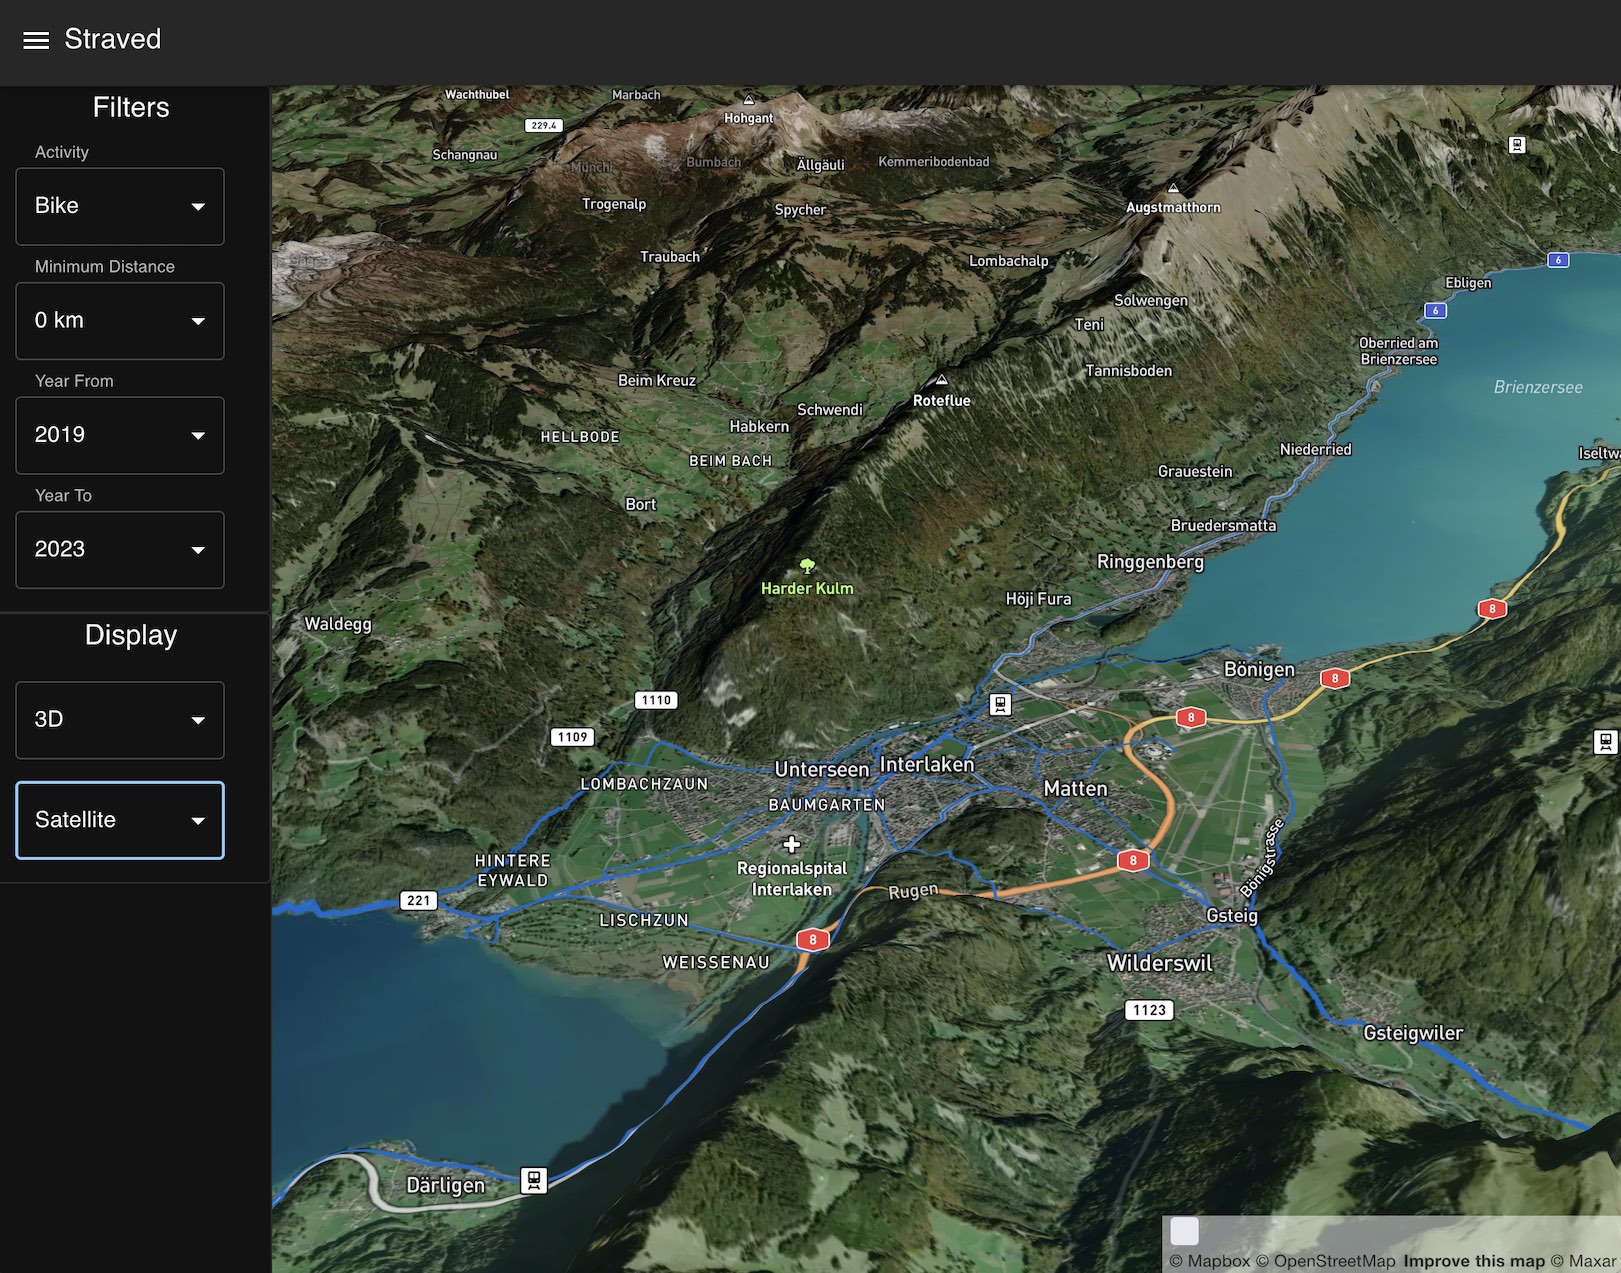 Straved
Filters
Activity
Bike
Minimum Distance
0 km
Year From
2019
Year To
2023
Display
3D
Satellite
Wachthubel
Marbach
Hohgant
229.4
Schangnau
Bumbach
Ällgäuli
Kemmeribodenbad
Trogenalp
Spycher
Augstmatthorn
Traubach
Lombachalp
6
Ebligen
Solwengen
6
Teni
Oberried am
Brienzersee
Tannisboden
Beim Kreuz
Brienzersee
Roteflue
Schwendi
Habkern
HELLBODE
Niederried
BEIM BACH
Grauestein
Bort
Bruedersmatta
Ringgenberg
Harder Kulm
Höji Fura
8
Waldegg
Bönigen
8
1110
8
1109
Unterseen
Interlaken
LOMBACHZAUN
Matten
BAUMGARTEN
HINTERE
EYWALD
Regionalspital
Interlaken
8
Bönigstrasse
Rugen
221
LISCHZUN
Gsteig
8
WEISSENAU
Wilderswil
1123
Gsteigwiler
Därligen
© Mapbox © OpenStreetMap Improve this map © Maxar